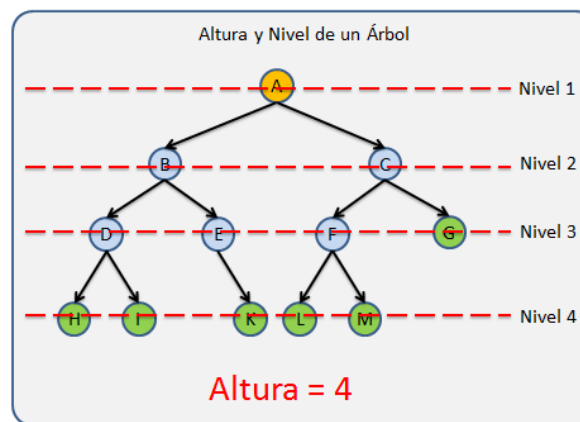 Altura y Nivel de un Árbol
A Nivel 1
B C Nivel 2
D E F G Nivel 3
H I K L M Nivel 4
Altura = 4